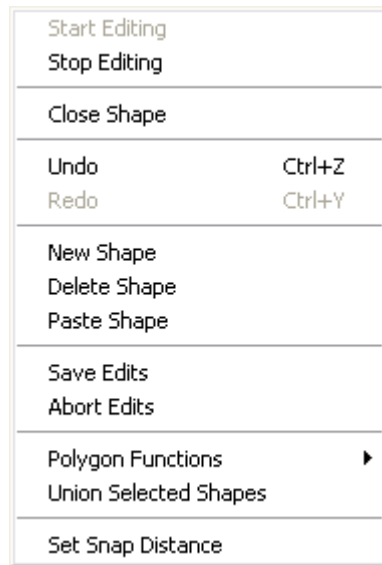 Start Editing
Stop Editing
Close Shape
Undo Ctrl+Z
Redo Ctrl+Y
New Shape
Delete Shape
Paste Shape
Save Edits
Abort Edits
Polygon Functions
Union Selected Shapes
Set Snap Distance